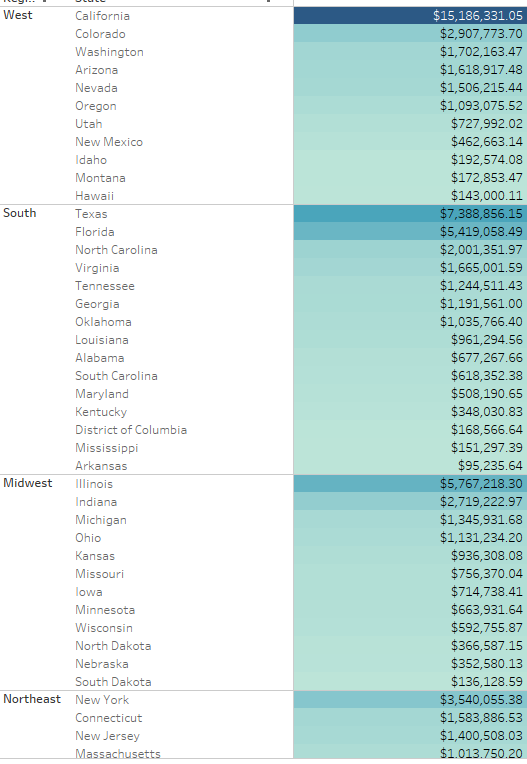 West California $15,186,331.05
Colorado $2,907,773.70
Washington $1,702,163.47
Arizona $1,618,917.48
Nevada $1,506,215.44
Oregon $1,093,075.52
Utah $727,992.02
New Mexico $462,663.14
Idaho $192,574.08
Montana $172,853.47
Hawaii $143,000.11
South Texas $7,388,856.15
Florida $5,419,058.49
North Carolina $2,001,351.97
Virginia $1,665,001.59
Tennessee $1,244,511.43
Georgia $1,191,561.00
Oklahoma $1,035,766.40
Louisiana $961,294.56
Alabama $677,267.66
South Carolina $618,352.38
Maryland $508,190.65
Kentucky $348,030.83
District of Columbia $168,566.64
Mississippi $151,297.39
Arkansas $95,235.64
Midwest Illinois $5,767,218.30
Indiana $2,719,222.97
Michigan $1,345,931.68
Ohio $1,131,234.20
Kansas $936,308.08
Missouri $756,370.04
Iowa $714,738.41
Minnesota $663,931.64
Wisconsin $592,755.87
North Dakota $366,587.15
Nebraska $352,580.13
South Dakota $136,128.59
Northeast New York $3,540,055.38
Connecticut $1,583,886.53
New Jersey $1,400,508.03
Massachusetts $1,013,750.20